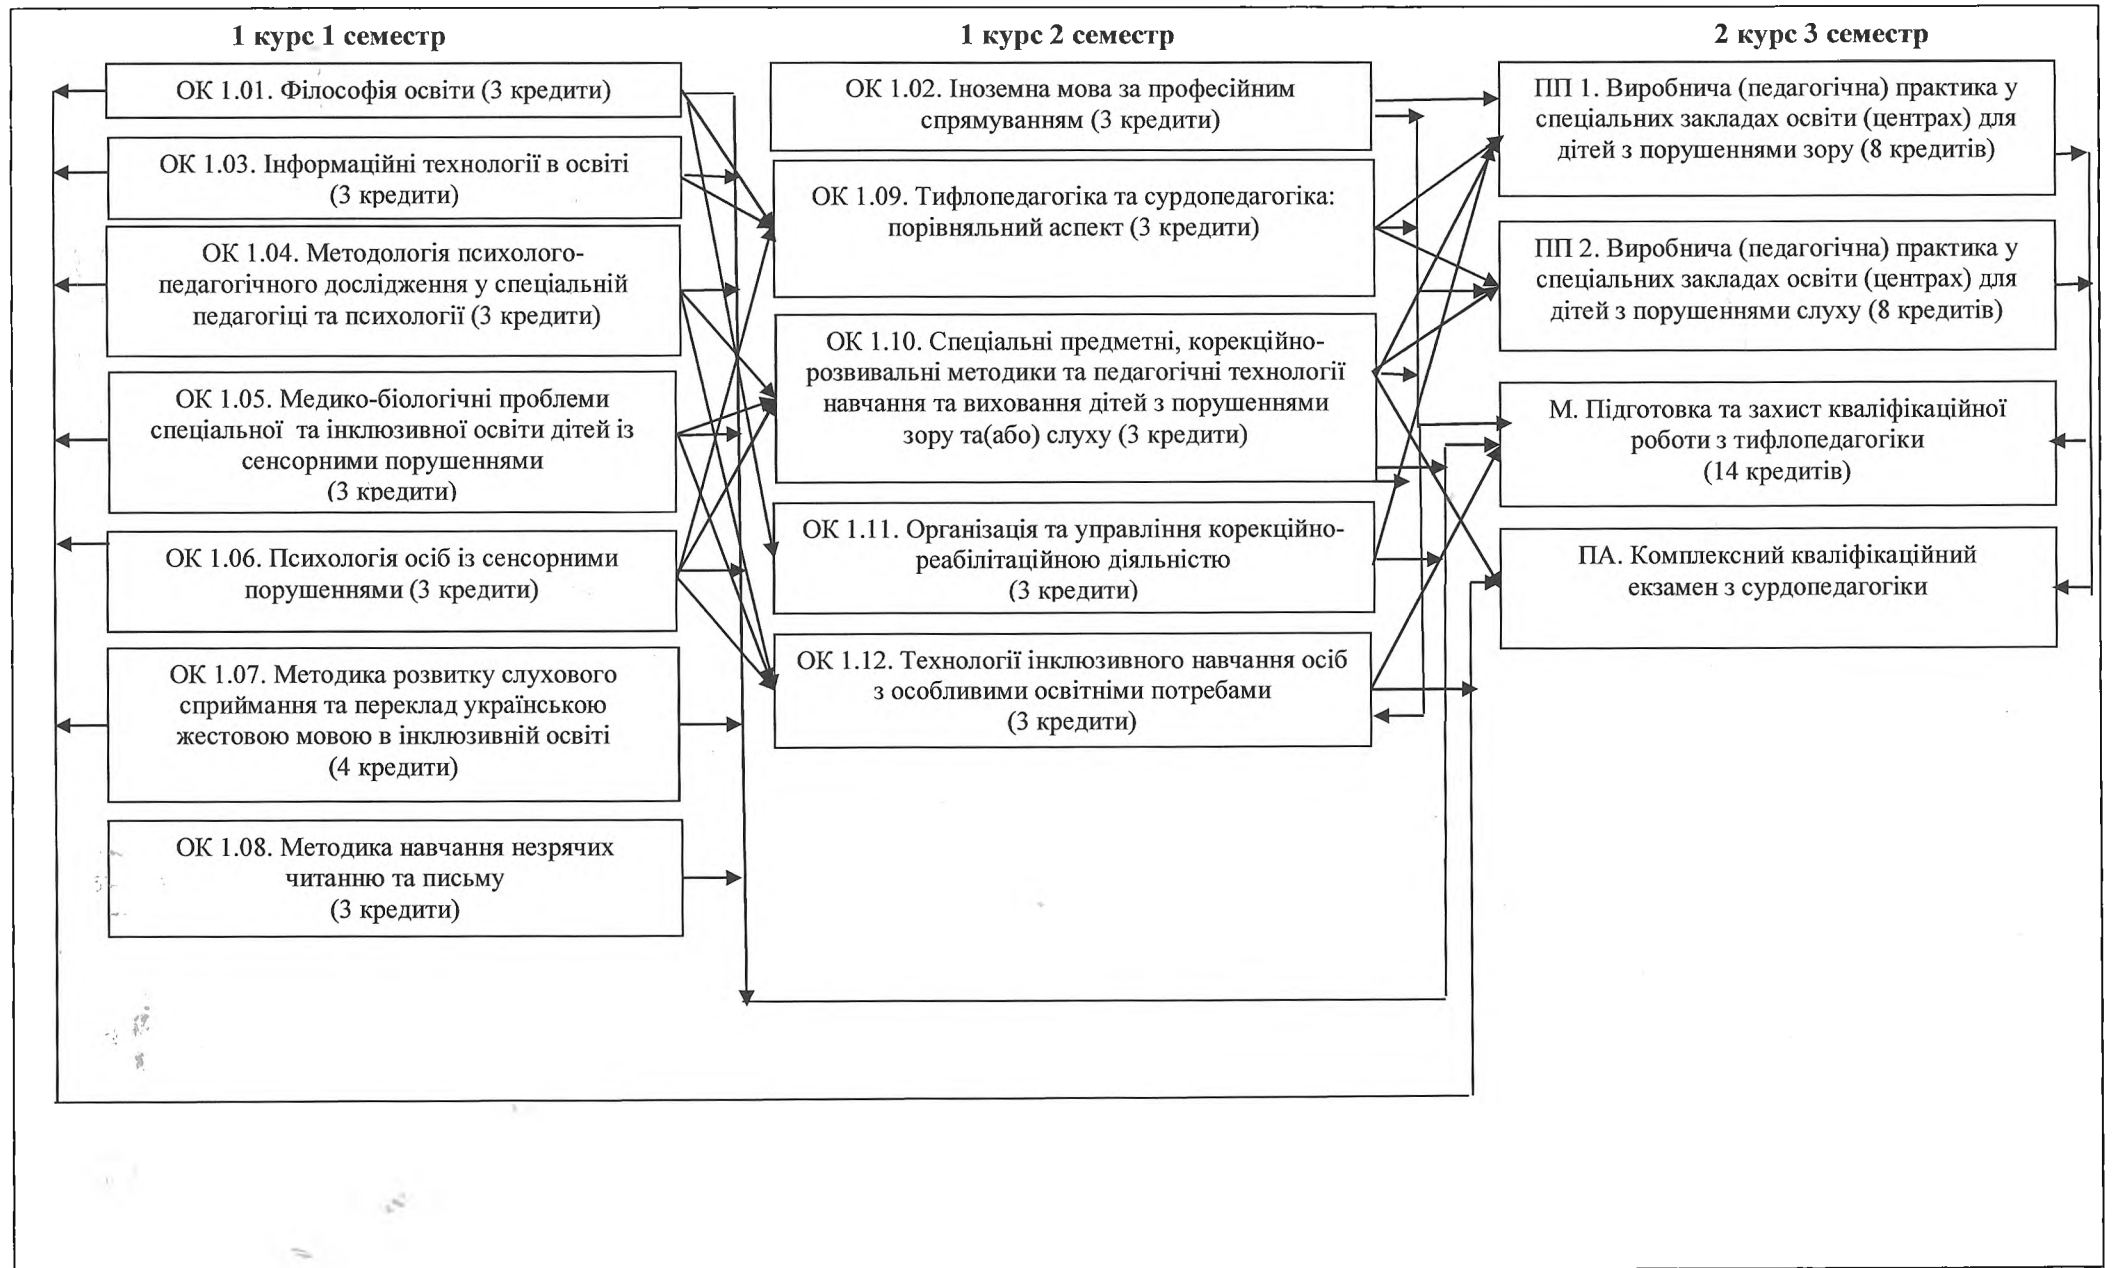 1 курс 1 семестр
ОК 1.01. Філософія освіти (3 кредити)
ОК 1.03. Інформаційні технології в освіті
(3 кредити)
ОК 1.04. Методологія психолого-
педагогічного дослідження у спеціальній
педагогіці та психології (3 кредити)
ОК 1.05. Медико-біологічні проблеми
спеціальної та інклюзивної освіти дітей із
сенсорними порушеннями
(3 кредити)
ОК 1.06. Психологія осіб із сенсорними
порушеннями (3 кредити)
ОК 1.07. Методика розвитку слухового
сприймання та переклад українською
жестовою мовою в інклюзивній освіті
(4 кредити)
ОК 1.08. Методика навчання незрячих
читанню та письму
(3 кредити)
1 курс 2 семестр
ОК 1.02. Іноземна мова за професійним
спрямуванням (3 кредити)
ОК 1.09. Тифлопедагогіка та сурдопедагогіка:
порівняльний аспект (3 кредити)
ОК 1.10. Спеціальні предметні, корекційно-
розвивальні методики та педагогічні технології
навчання та виховання дітей з порушеннями
зору та(або) слуху (3 кредити)
ОК 1.11. Організація та управління корекційно-
реабілітаційною діяльністю
(3 кредити)
ОК 1.12. Технології інклюзивного навчання осіб
з особливими освітніми потребами
(3 кредити)
2 курс 3 семестр
ПП 1. Виробнича (педагогічна) практика у
спеціальних закладах освіти (центрах) для
дітей з порушеннями зору (8 кредитів)
ПП 2. Виробнича (педагогічна) практика у
спеціальних закладах освіти (центрах) для
дітей з порушеннями слуху (8 кредитів)
М. Підготовка та захист кваліфікаційної
роботи з тифлопедагогіки
(14 кредитів)
ПА. Комплексний кваліфікаційний
екзамен з сурдопедагогіки